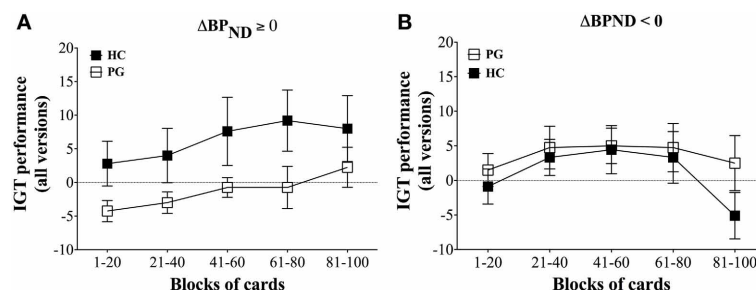 A
ΔBP_ND ≥ 0
IGT performance
(all versions)
20
15
10
5
0
-5
-10
HC
PG
1-20 21-40 41-60 61-80 81-100
Blocks of cards
B
ΔBPND < 0
IGT performance
(all versions)
20
15
10
5
0
-5
-10
PG
HC
1-20 21-40 41-60 61-80 81-100
Blocks of cards